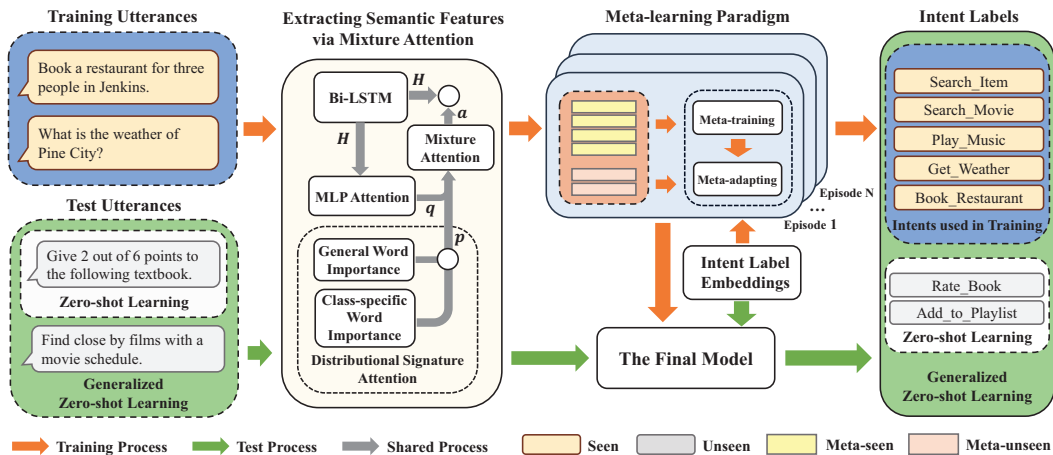 Training Utterances
Book a restaurant for three
people in Jenkins.
What is the weather of
Pine City?
Test Utterances
Give 2 out of 6 points to
the following textbook.
Zero-shot Learning
Find close by films with a
movie schedule.
Generalized
Zero-shot Learning
Extracting Semantic Features
via Mixture Attention
Bi-LSTM
H
a
H
Mixture
Attention
MLP Attention
q
p
General Word
Importance
Class-specific
Word
Importance
Distributional Signature
Attention
Meta-learning Paradigm
Meta-training
Meta-adapting
Episode N
...
Episode 1
Intent Label
Embeddings
The Final Model
Intent Labels
Search_Item
Search_Movie
Play_Music
Get_Weather
Book_Restaurant
Intents used in Training
Rate_Book
Add_to_Playlist
Zero-shot Learning
Generalized
Zero-shot Learning
Training Process
Test Process
Shared Process
Seen
Unseen
Meta-seen
Meta-unseen